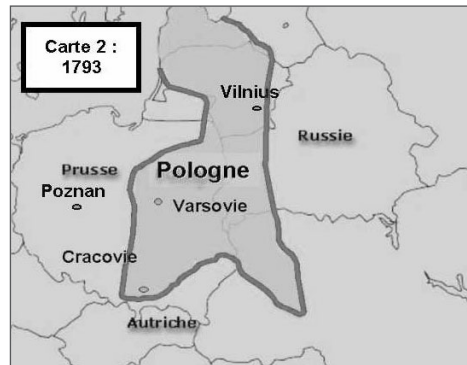 Carte 2 :
1793
Vilnius
Russie
Prusse
Pologne
Poznan
Varsovie
Cracovie
Autriche